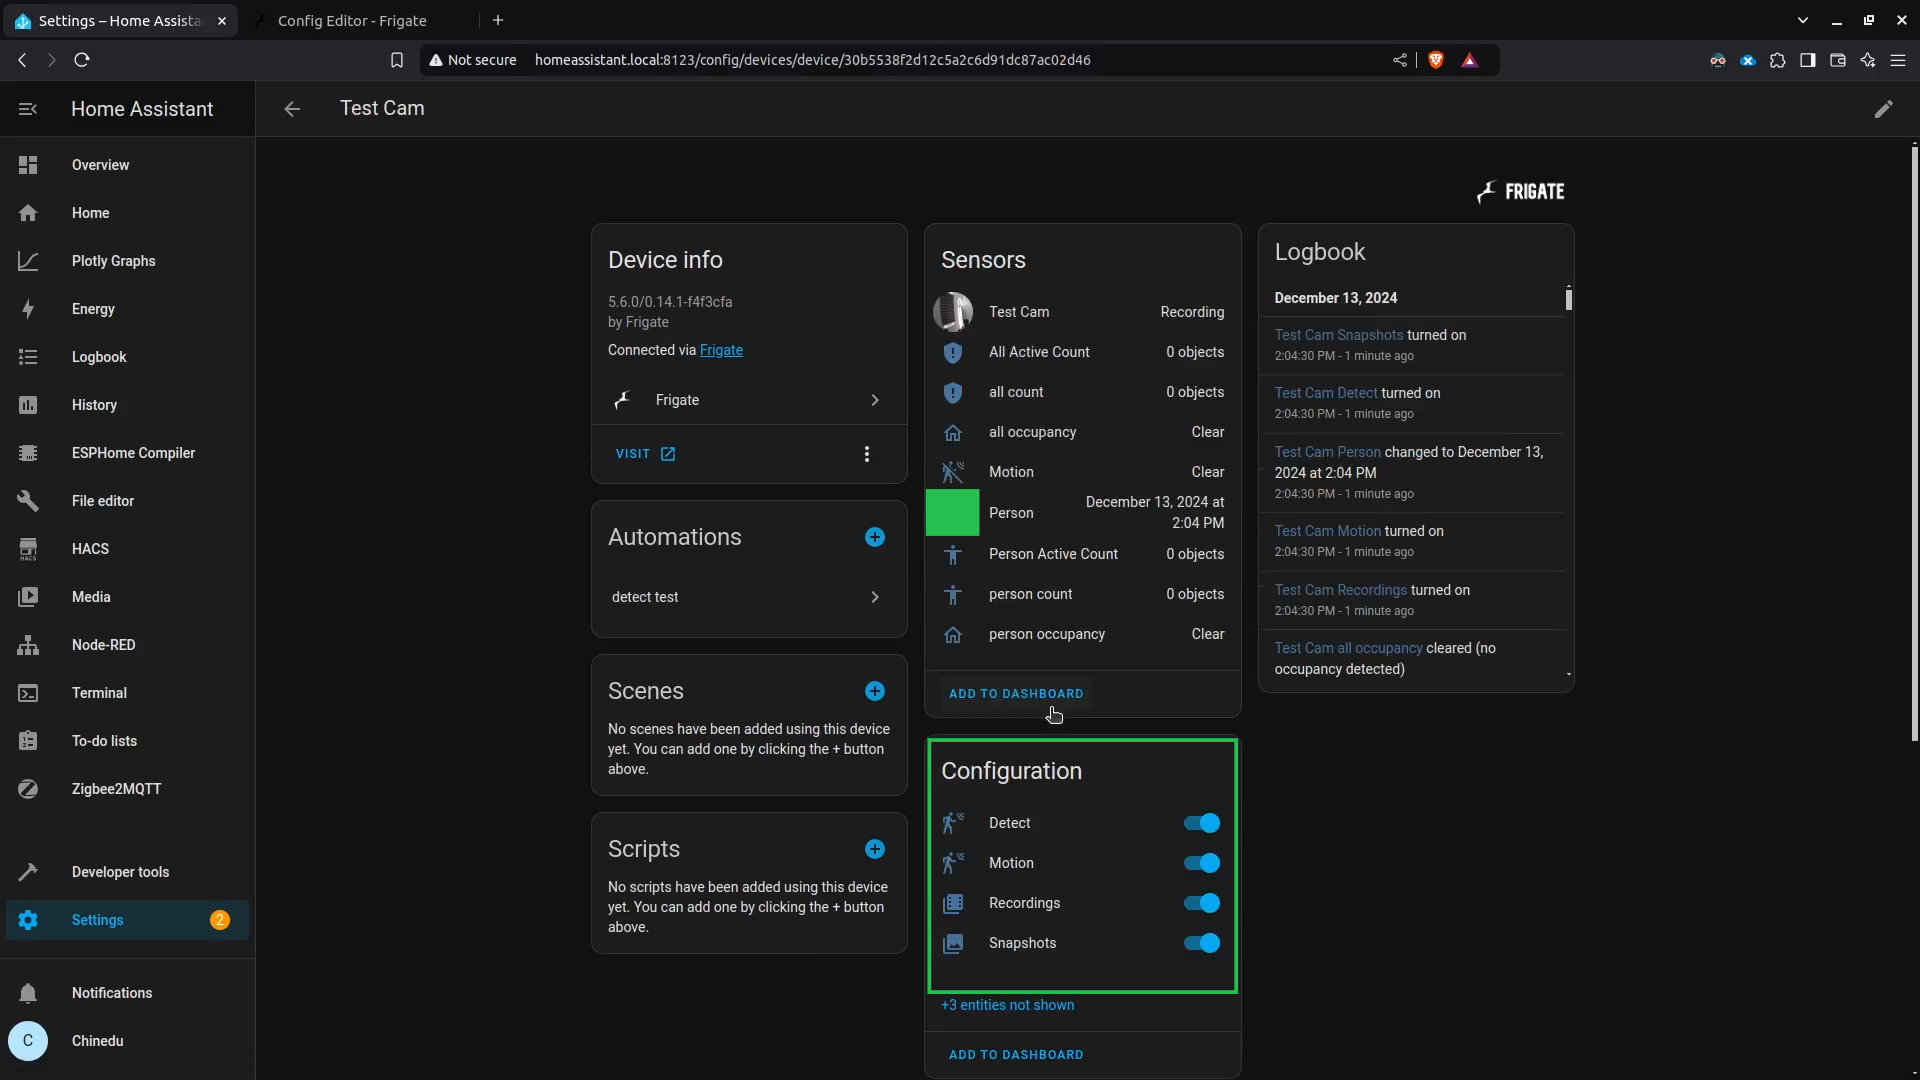 Settings – Home Assista
Config Editor - Frigate
Not secure
homeassistant.local:8123/config/devices/device/30b5538f2d12c5a2c6d91dc87ac02d46
Home Assistant
Test Cam
Overview
Home
Plotly Graphs
Energy
Logbook
History
ESPHome Compiler
File editor
HACS
HACS
Media
Node-RED
Terminal
To-do lists
Zigbee2MQTT
Developer tools
Settings
2
Notifications
C
Chinedu
FRIGATE
Device info
5.6.0/0.14.1-f4f3cfa
by Frigate
Connected via Frigate
Frigate
VISIT
Automations
detect test
Scenes
No scenes have been added using this device
yet. You can add one by clicking the + button
above.
Scripts
No scripts have been added using this device
yet. You can add one by clicking the + button
above.
Sensors
Test Cam Recording
All Active Count 0 objects
all count 0 objects
all occupancy Clear
Motion Clear
Person December 13, 2024 at
2:04 PM
Person Active Count 0 objects
person count 0 objects
person occupancy Clear
ADD TO DASHBOARD
Configuration
Detect
Motion
Recordings
Snapshots
+3 entities not shown
ADD TO DASHBOARD
Logbook
December 13, 2024
Test Cam Snapshots turned on
2:04:30 PM - 1 minute ago
Test Cam Detect turned on
2:04:30 PM - 1 minute ago
Test Cam Person changed to December 13,
2024 at 2:04 PM
2:04:30 PM - 1 minute ago
Test Cam Motion turned on
2:04:30 PM - 1 minute ago
Test Cam Recordings turned on
2:04:30 PM - 1 minute ago
Test Cam all occupancy cleared (no
occupancy detected)